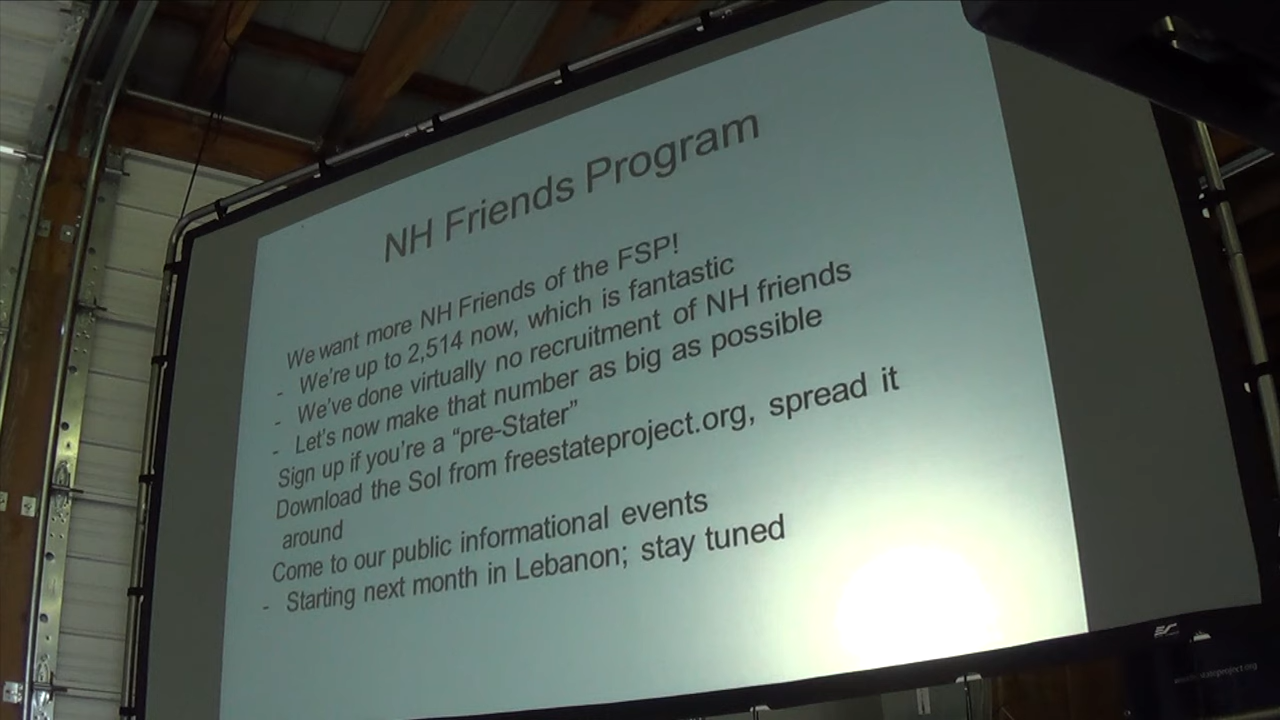 NH Friends Program
We want more NH Friends of the FSP!
- We're up to 2,514 now, which is fantastic
- We've done virtually no recruitment of NH friends
- Let's now make that number as big as possible
Sign up if you're a “pre-Stater”
Download the SoI from freestateproject.org, spread it
around
Come to our public informational events
- Starting next month in Lebanon; stay tuned